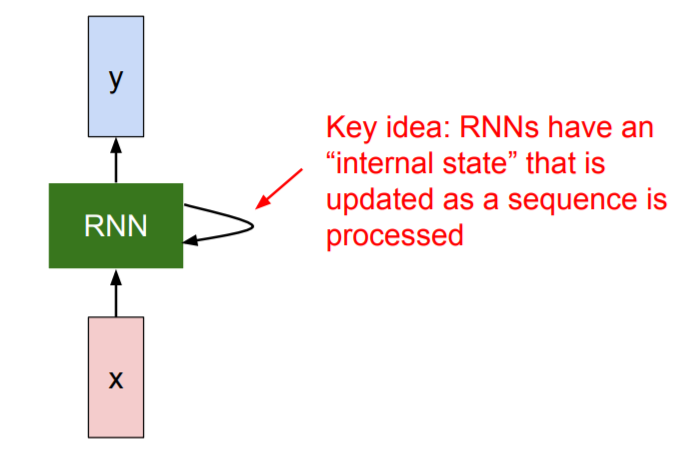 y
Key idea: RNNs have an
“internal state” that is
updated as a sequence is
processed
RNN
x